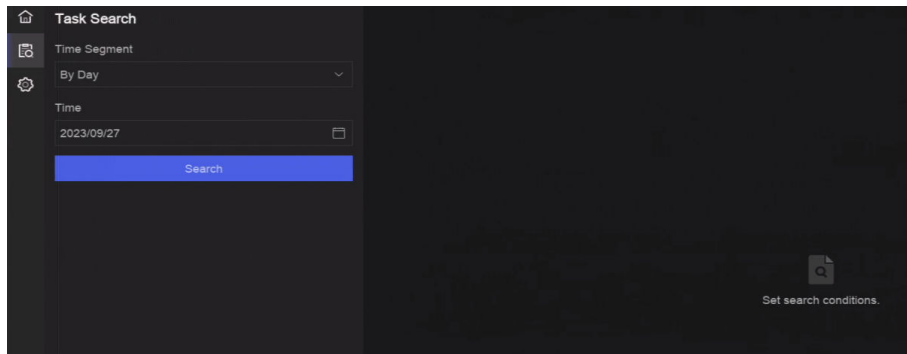 Task Search
Time Segment
By Day
Time
2023/09/27
Search
Set search conditions.